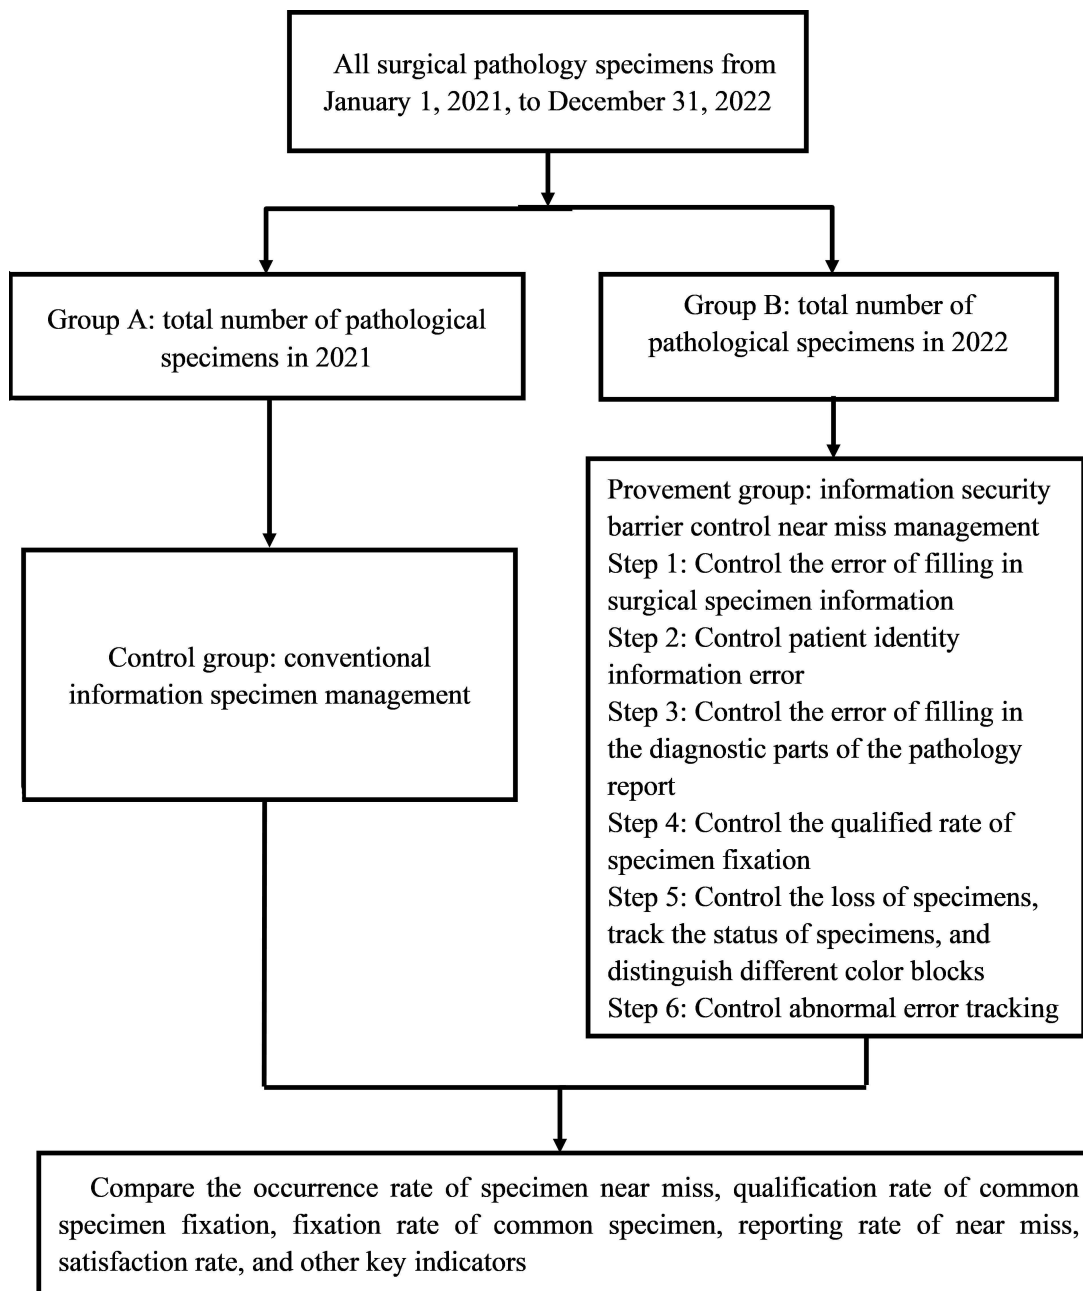 All surgical pathology specimens from
January 1, 2021, to December 31, 2022
Group A: total number of pathological
specimens in 2021
Group B: total number of
pathological specimens in 2022
Control group: conventional
information specimen management
Provement group: information security
barrier control near miss management
Step 1: Control the error of filling in
surgical specimen information
Step 2: Control patient identity
information error
Step 3: Control the error of filling in
the diagnostic parts of the pathology
report
Step 4: Control the qualified rate of
specimen fixation
Step 5: Control the loss of specimens,
track the status of specimens, and
distinguish different color blocks
Step 6: Control abnormal error tracking
Compare the occurrence rate of specimen near miss, qualification rate of common
specimen fixation, fixation rate of common specimen, reporting rate of near miss,
satisfaction rate, and other key indicators